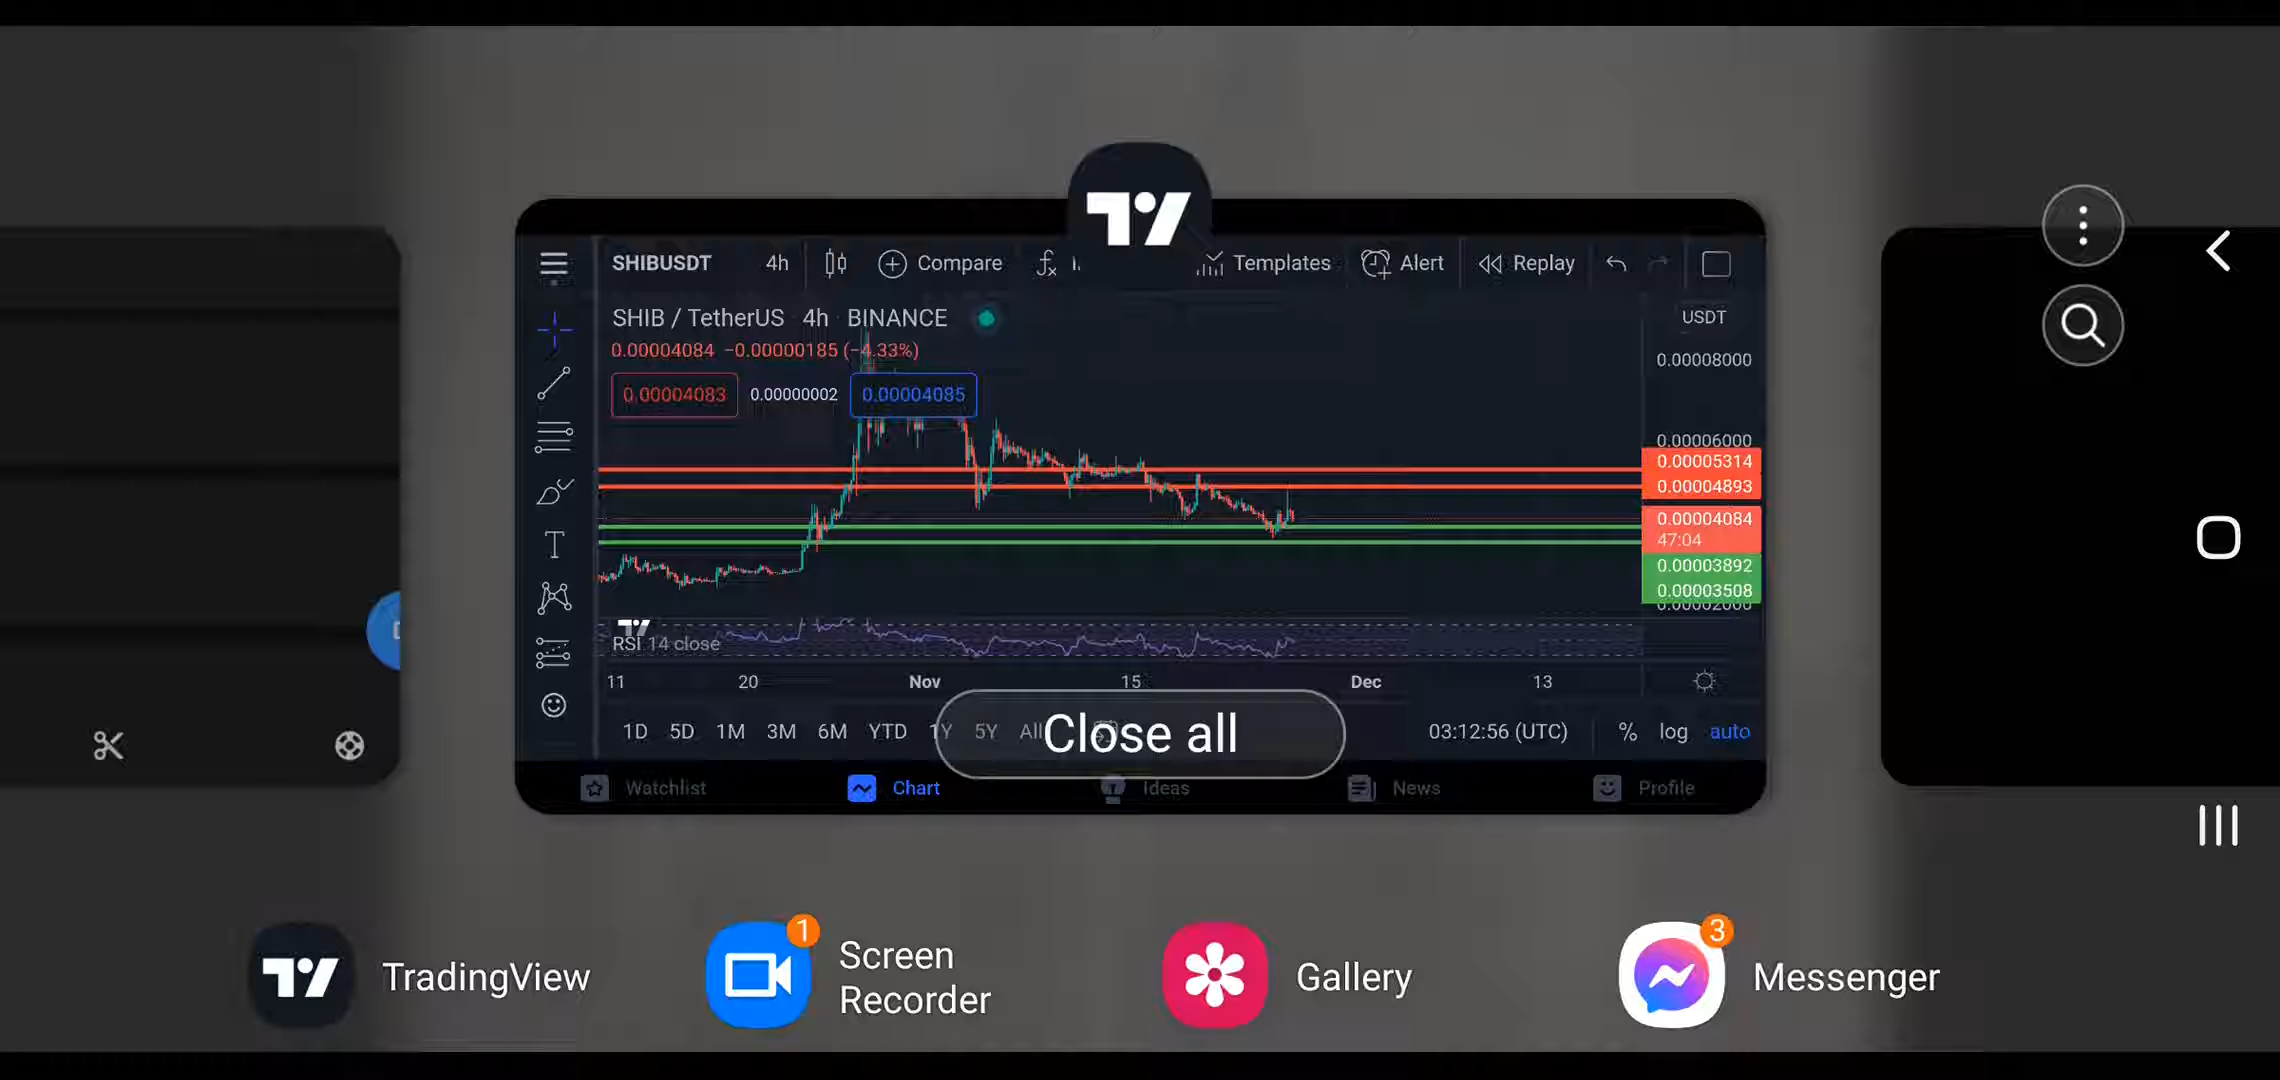 SHIBUSDT 4h Compare Templates Alert Replay
SHIB / TetherUS 4h BINANCE
USDT
0.00004084 −0.00000185 (−4.33%)
0.00008000
0.00004083 0.00000002 0.00004085
0.00006000
0.00005314
0.00004893
0.00004084
47:04
0.00003892
0.00003508
0.00002000
RSI 14 close
11 20 Nov 15 Dec 13
1D 5D 1M 3M 6M YTD 1Y 5Y All
Close all
03:12:56 (UTC) % log auto
Watchlist Chart Ideas News Profile
TradingView
1
Screen
Recorder
Gallery
3
Messenger